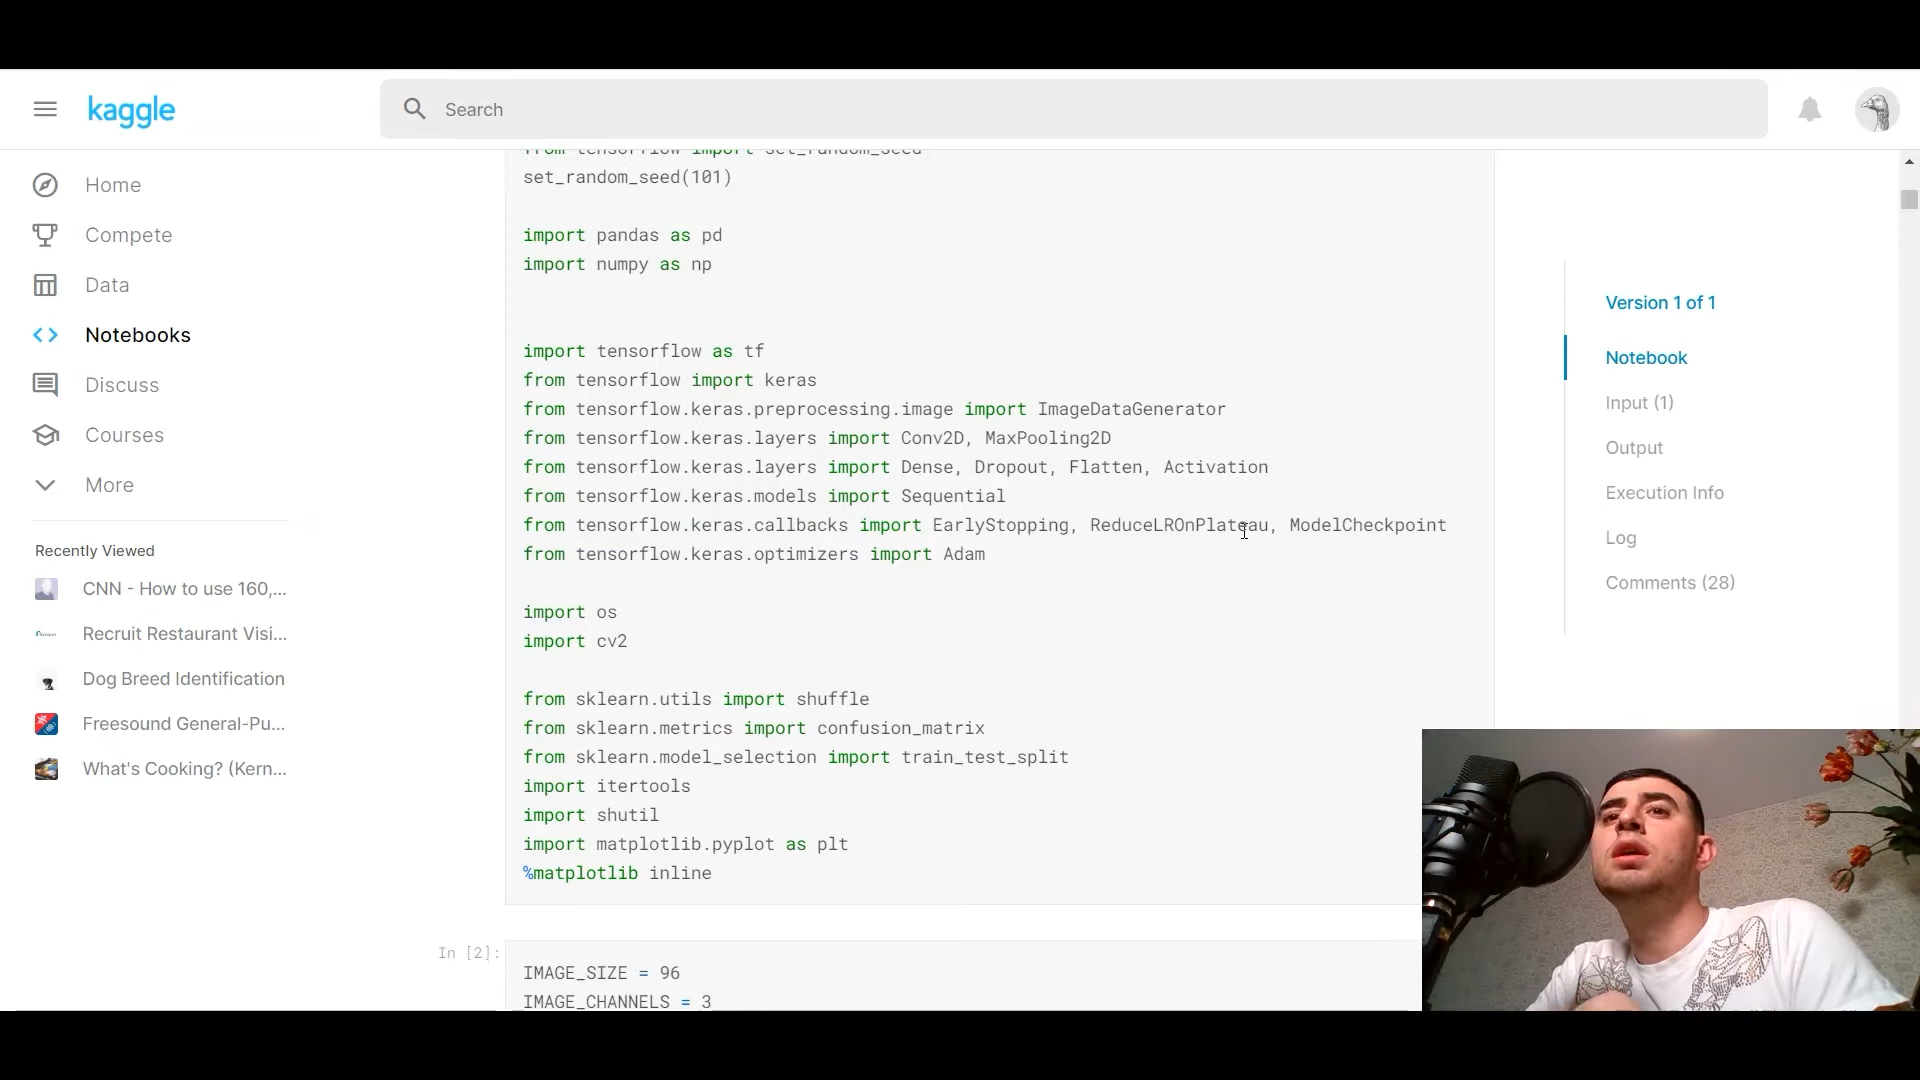 kaggle
Search
Home
Compete
Data
Notebooks
Discuss
Courses
More
Recently Viewed
CNN - How to use 160,...
Recruit Restaurant Visi...
Dog Breed Identification
Freesound General-Pu...
What's Cooking? (Kern...
from tensorflow import set_random_seed
set_random_seed(101)
import pandas as pd
import numpy as np
import tensorflow as tf
from tensorflow import keras
from tensorflow.keras.preprocessing.image import ImageDataGenerator
from tensorflow.keras.layers import Conv2D, MaxPooling2D
from tensorflow.keras.layers import Dense, Dropout, Flatten, Activation
from tensorflow.keras.models import Sequential
from tensorflow.keras.callbacks import EarlyStopping, ReduceLROnPlateau, ModelCheckpoint
from tensorflow.keras.optimizers import Adam
import os
import cv2
from sklearn.utils import shuffle
from sklearn.metrics import confusion_matrix
from sklearn.model_selection import train_test_split
import itertools
import shutil
import matplotlib.pyplot as plt
%matplotlib inline
In [2]:
IMAGE_SIZE = 96
IMAGE_CHANNELS = 3
Version 1 of 1
Notebook
Input (1)
Output
Execution Info
Log
Comments (28)